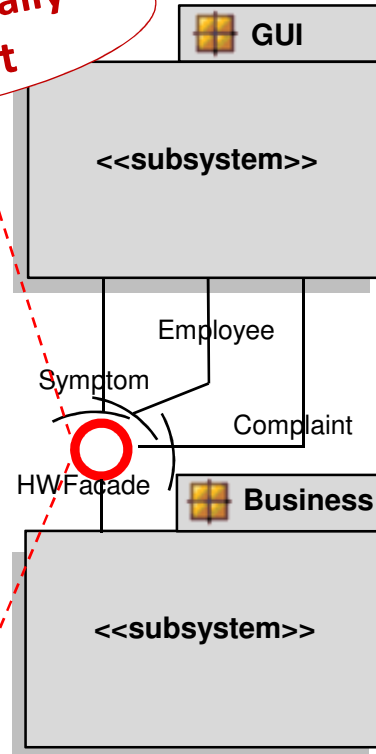 GUI
<<subsystem>>
Employee
Symptom
Complaint
HWFacade
Business
<<subsystem>>